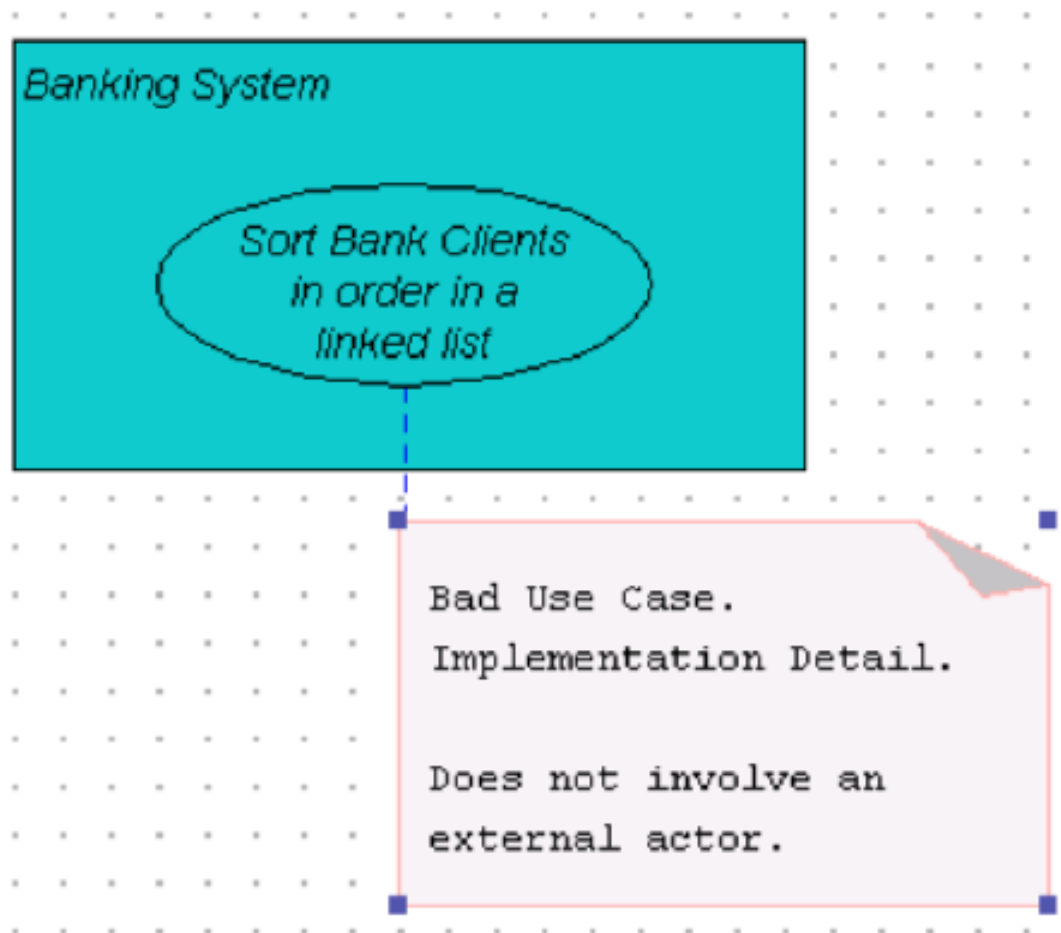 Banking System
Sort Bank Clients
in order in a
linked list
Bad Use Case.
Implementation Detail.
Does not involve an
external actor.